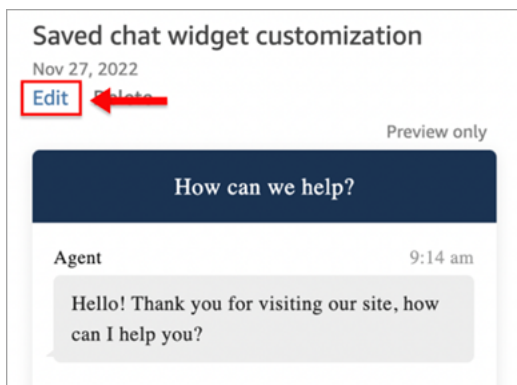 Saved chat widget customization
Nov 27, 2022
Edit Delete
Preview only
How can we help?
Agent 9:14 am
Hello! Thank you for visiting our site, how
can I help you?